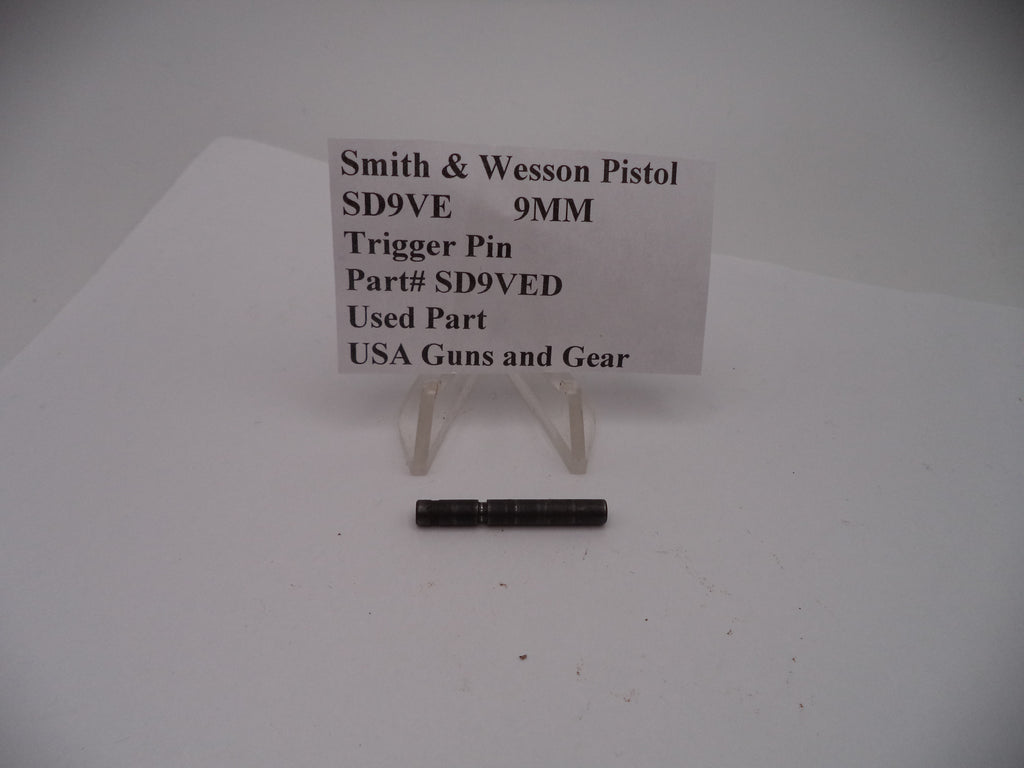 Smith & Wesson Pistol
SD9VE 9MM
Trigger Pin
Part# SD9VED
Used Part
USA Guns and Gear